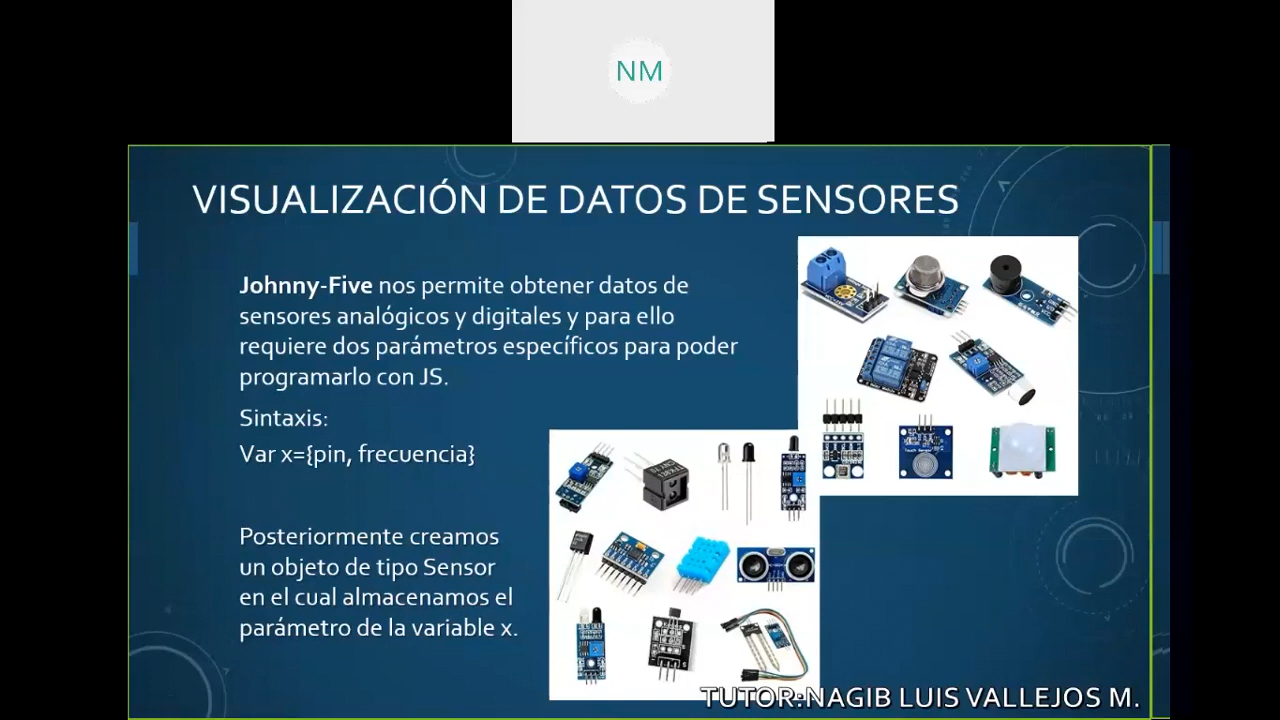 NM
VISUALIZACIÓN DE DATOS DE SENSORES
Johnny-Five nos permite obtener datos de
sensores analógicos y digitales y para ello
requiere dos parámetros específicos para poder
programarlo con JS.
Sintaxis:
Var x={pin, frecuencia}
Posteriormente creamos
un objeto de tipo Sensor
en el cual almacenamos el
parámetro de la variable x.
Touch Sensor
TUTOR:NAGIB LUIS VALLEJOS M.